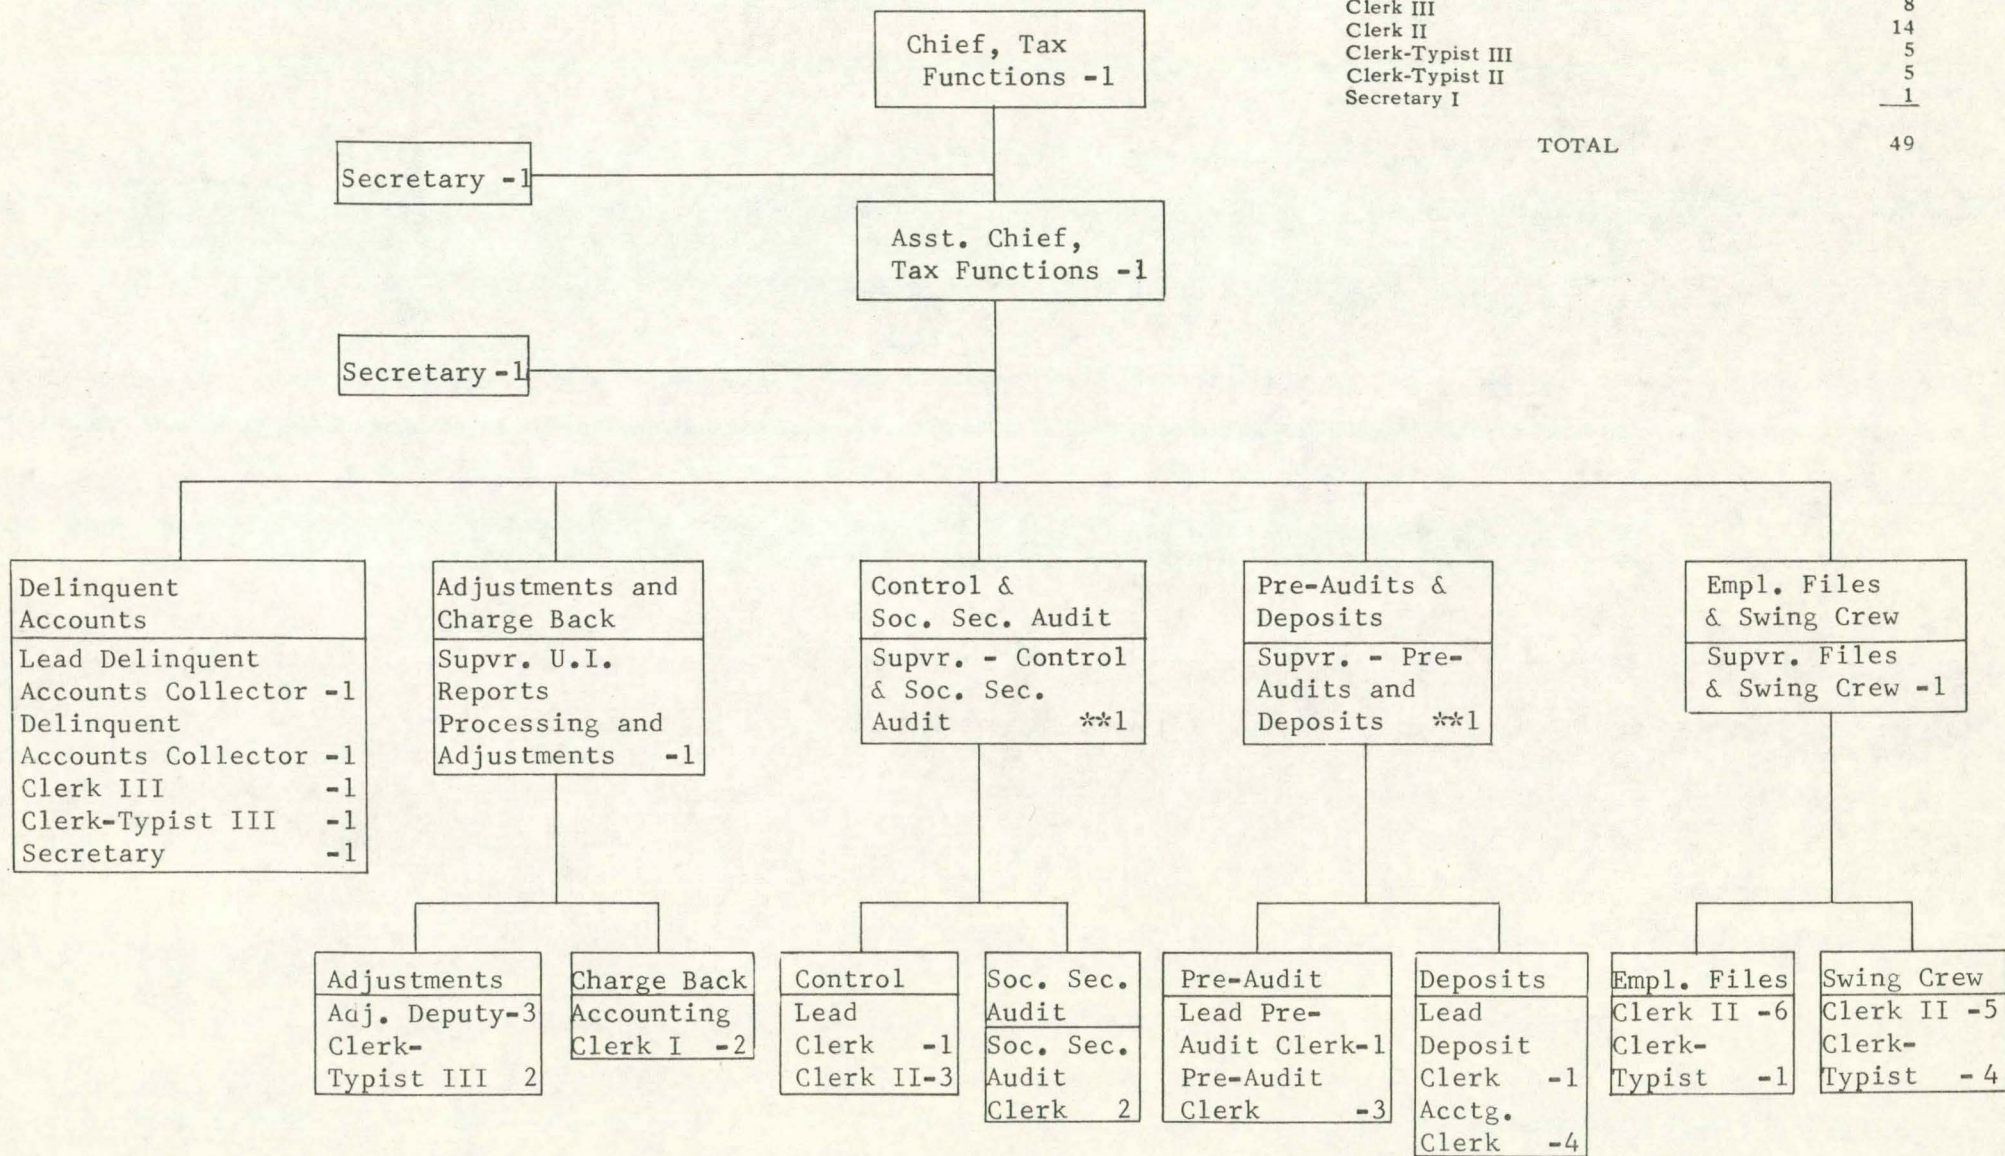 Clerk III 8
Clerk II 14
Clerk-Typist III 5
Clerk-Typist II 5
Secretary I 1
TOTAL 49
Chief, Tax
Functions -1
Secretary -1
Asst. Chief,
Tax Functions -1
Secretary -1
Delinquent
Accounts
Lead Delinquent
Accounts Collector -1
Delinquent
Accounts Collector -1
Clerk III -1
Clerk-Typist III -1
Secretary -1
Adjustments and
Charge Back
Supvr. U.I.
Reports
Processing and
Adjustments -1
Control &
Soc. Sec. Audit
Supvr. - Control
& Soc. Sec.
Audit **1
Pre-Audits &
Deposits
Supvr. - Pre-
Audits and
Deposits **1
Empl. Files
& Swing Crew
Supvr. Files
& Swing Crew -1
Adjustments
Adj. Deputy-3
Clerk-
Typist III 2
Charge Back
Accounting
Clerk I -2
Control
Lead
Clerk -1
Clerk II-3
Soc. Sec.
Audit
Soc. Sec.
Audit
Clerk 2
Pre-Audit
Lead Pre-
Audit Clerk-1
Pre-Audit
Clerk -3
Deposits
Lead
Deposit
Clerk -1
Acctg.
Clerk -4
Empl. Files
Clerk II -6
Clerk-
Typist -1
Swing Crew
Clerk II -5
Clerk-
Typist - 4